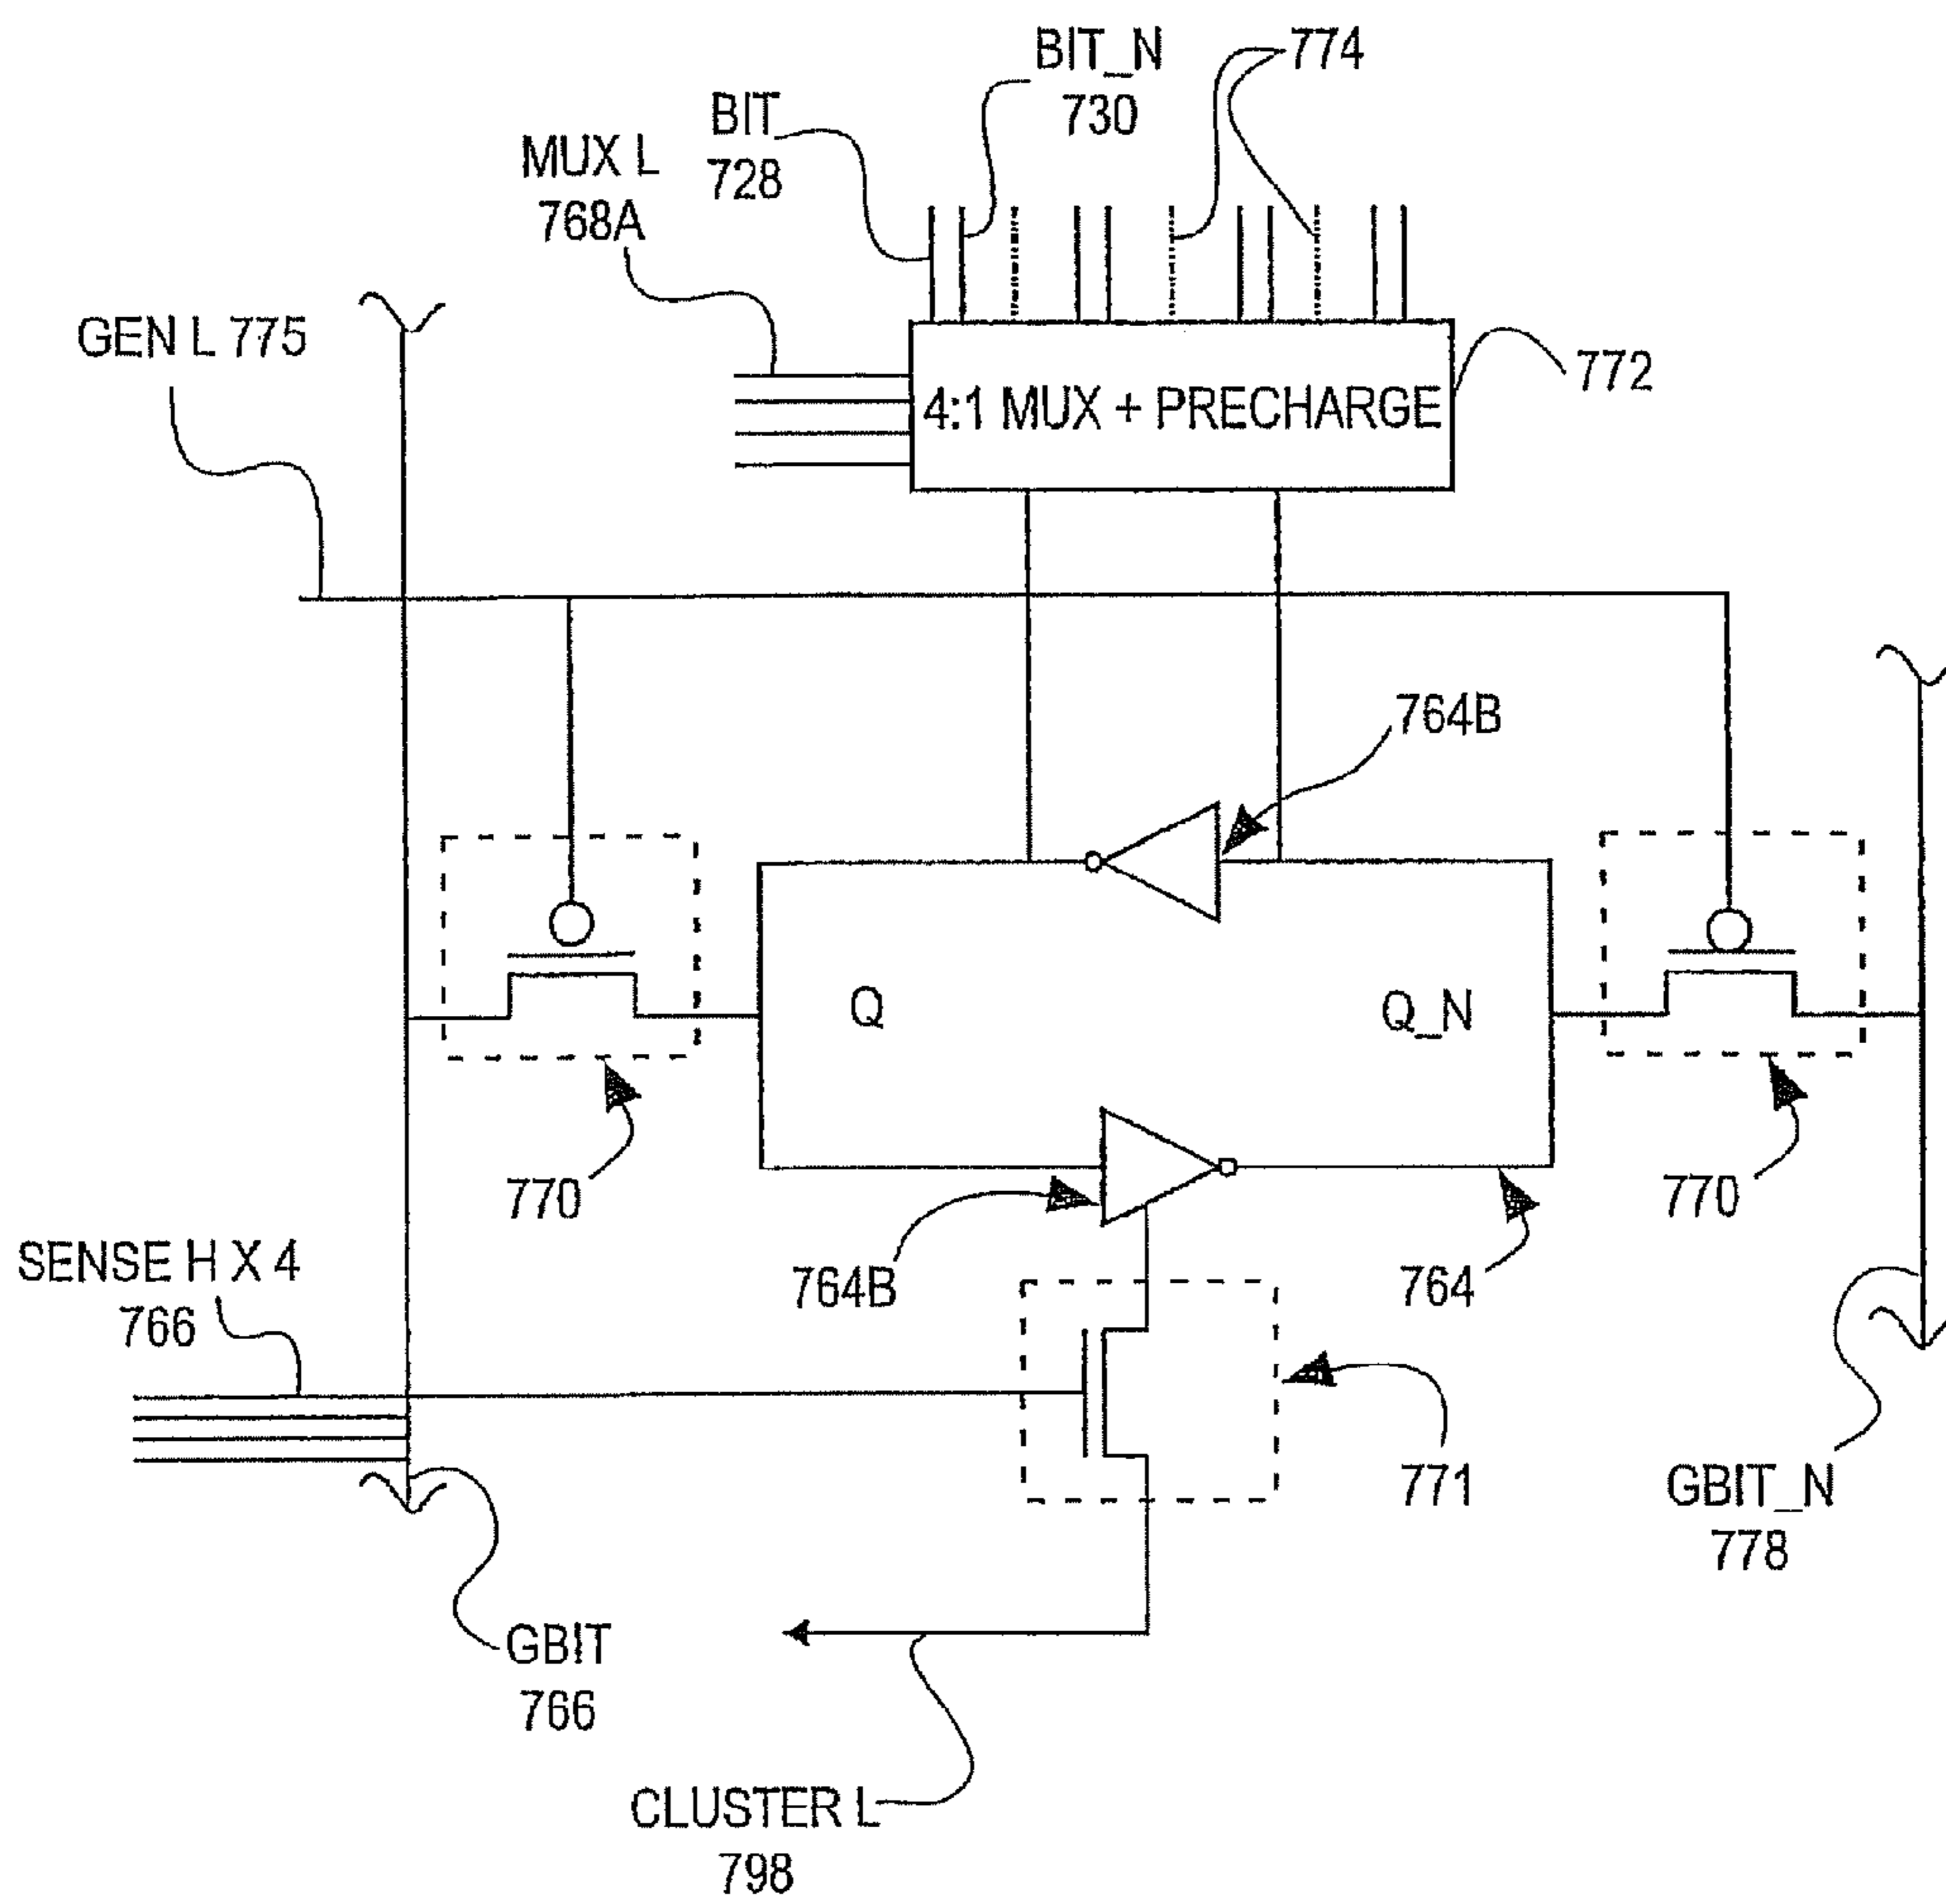 BIT_N
730
774
BIT
728
MUX L
768A
GEN L 775
772
4:1 MUX + PRECHARGE
764B
Q
Q_N
770
770
764B
764
SENSE H X 4
766
771
GBIT_N
778
GBIT
766
CLUSTER L
798